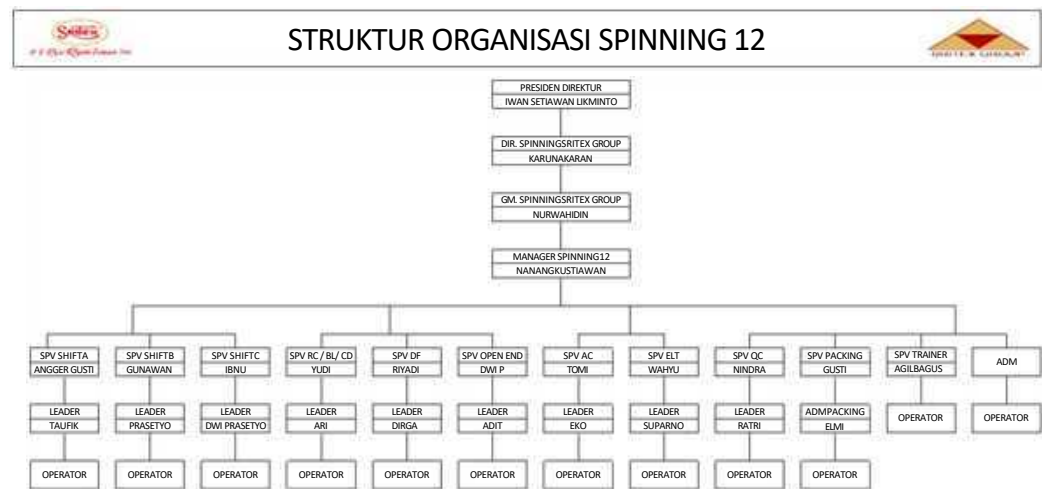 Sritex
STRUKTUR ORGANISASI SPINNING 12
SRITEX GROUP
PRESIDEN DIREKTUR
IWAN SETIAWAN LIKMINTO
DIR. SPINNINGSRITEX GROUP
KARUNAKARAN
GM. SPINNINGSRITEX GROUP
NURWAHIDIN
MANAGER SPINNING12
NANANGKUSTIAWAN
SPV SHIFTA SPV SHIFTB SPV SHIFTC SPV RC / BL/ CD SPV DF SPV OPEN END SPV AC SPV ELT SPV QC SPV PACKING SPV TRAINER ADM
ANGGER GUSTI GUNAWAN IBNU YUDI RIYADI DWI P TOMI WAHYU NINDRA GUSTI AGILBAGUS
LEADER LEADER LEADER LEADER LEADER LEADER LEADER LEADER LEADER ADMPACKING OPERATOR OPERATOR
TAUFIK PRASETYO DWI PRASETYO ARI DIRGA ADIT EKO SUPARNO RATRI ELMI
OPERATOR OPERATOR OPERATOR OPERATOR OPERATOR OPERATOR OPERATOR OPERATOR OPERATOR OPERATOR